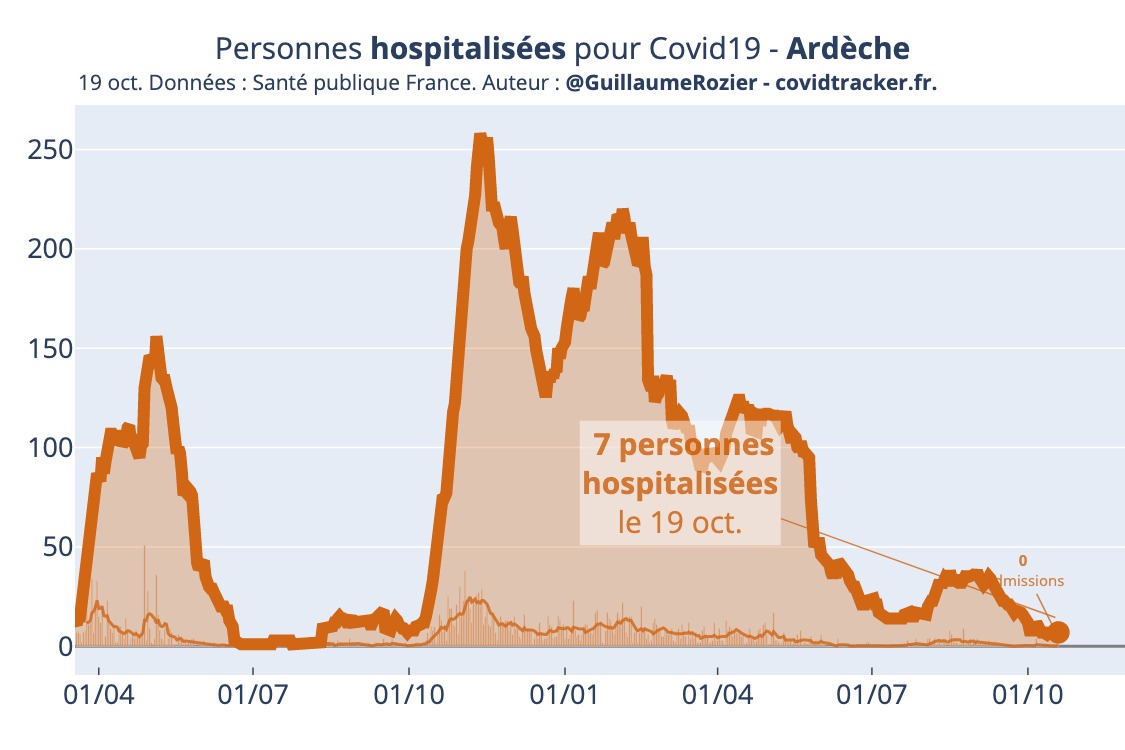 Personnes hospitalisées pour Covid19 - Ardèche
19 oct. Données : Santé publique France. Auteur : @GuillaumeRozier - covidtracker.fr.
250
200
150
100
50
0
7 personnes
hospitalisées
le 19 oct.
0
dmissions
01/04
01/07
01/10
01/01
01/04
01/07
01/10